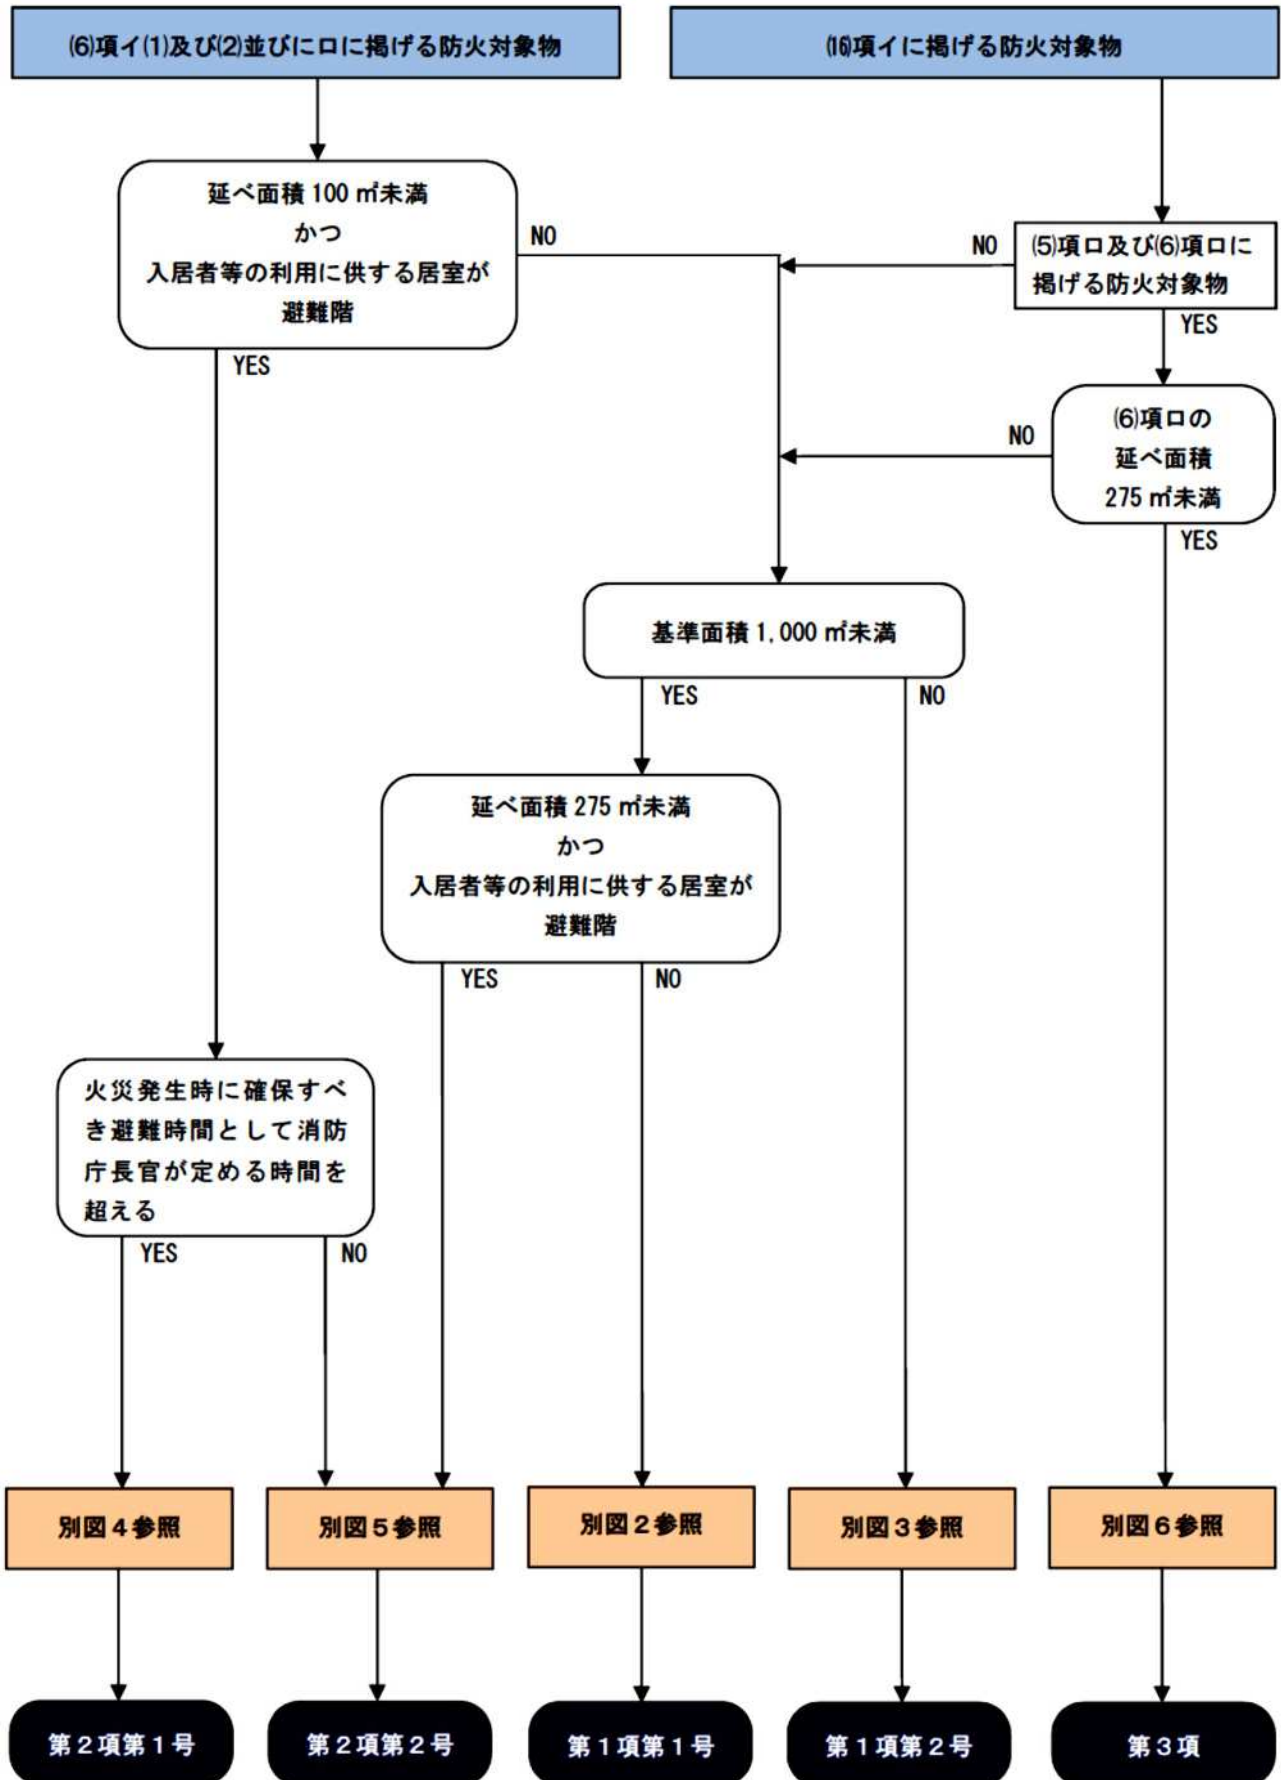 ⑹項イ⑴及び⑵並びにロに掲げる防火対象物
⒃項イに掲げる防火対象物
延べ面積 100 ㎡未満
かつ
入居者等の利用に供する居室が
避難階
NO
YES
NO
⑸項ロ及び⑹項ロに
掲げる防火対象物
YES
⑹項ロの
延べ面積
275 ㎡未満
NO
YES
基準面積 1,000 ㎡未満
YES
NO
延べ面積 275 ㎡未満
かつ
入居者等の利用に供する居室が
避難階
YES
NO
火災発生時に確保すべ
き避難時間として消防
庁長官が定める時間を
超える
YES
NO
別図４参照
別図５参照
別図２参照
別図３参照
別図６参照
第２項第１号
第２項第２号
第１項第１号
第１項第２号
第３項